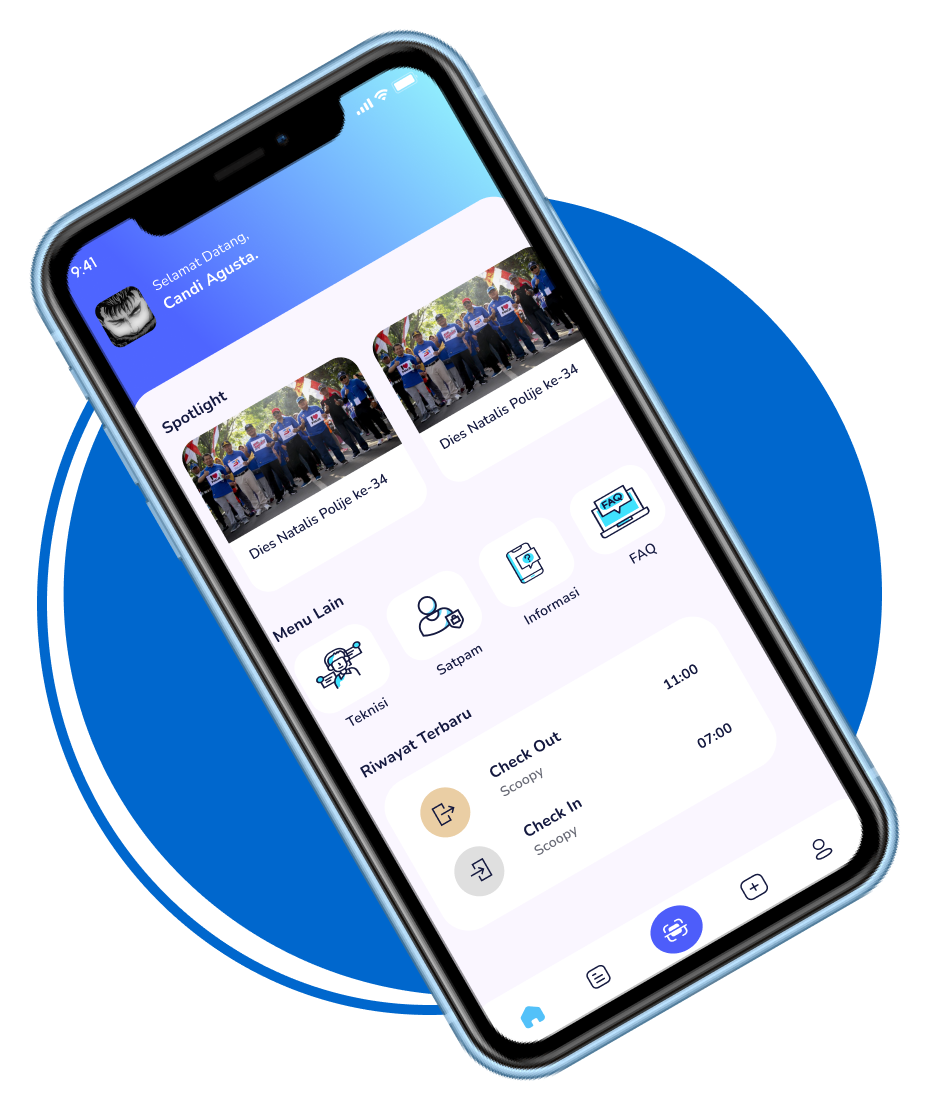 9:41
Selamat Datang,
Candi Agusta.
Spotlight
Dies Natalis Polije ke-34
Dies Natalis Polije ke-34
Menu Lain
Teknisi
Satpam
Informasi
FAQ
FAQ
Riwayat Terbaru
Check Out
11:00
Scoopy
Check In
07:00
Scoopy